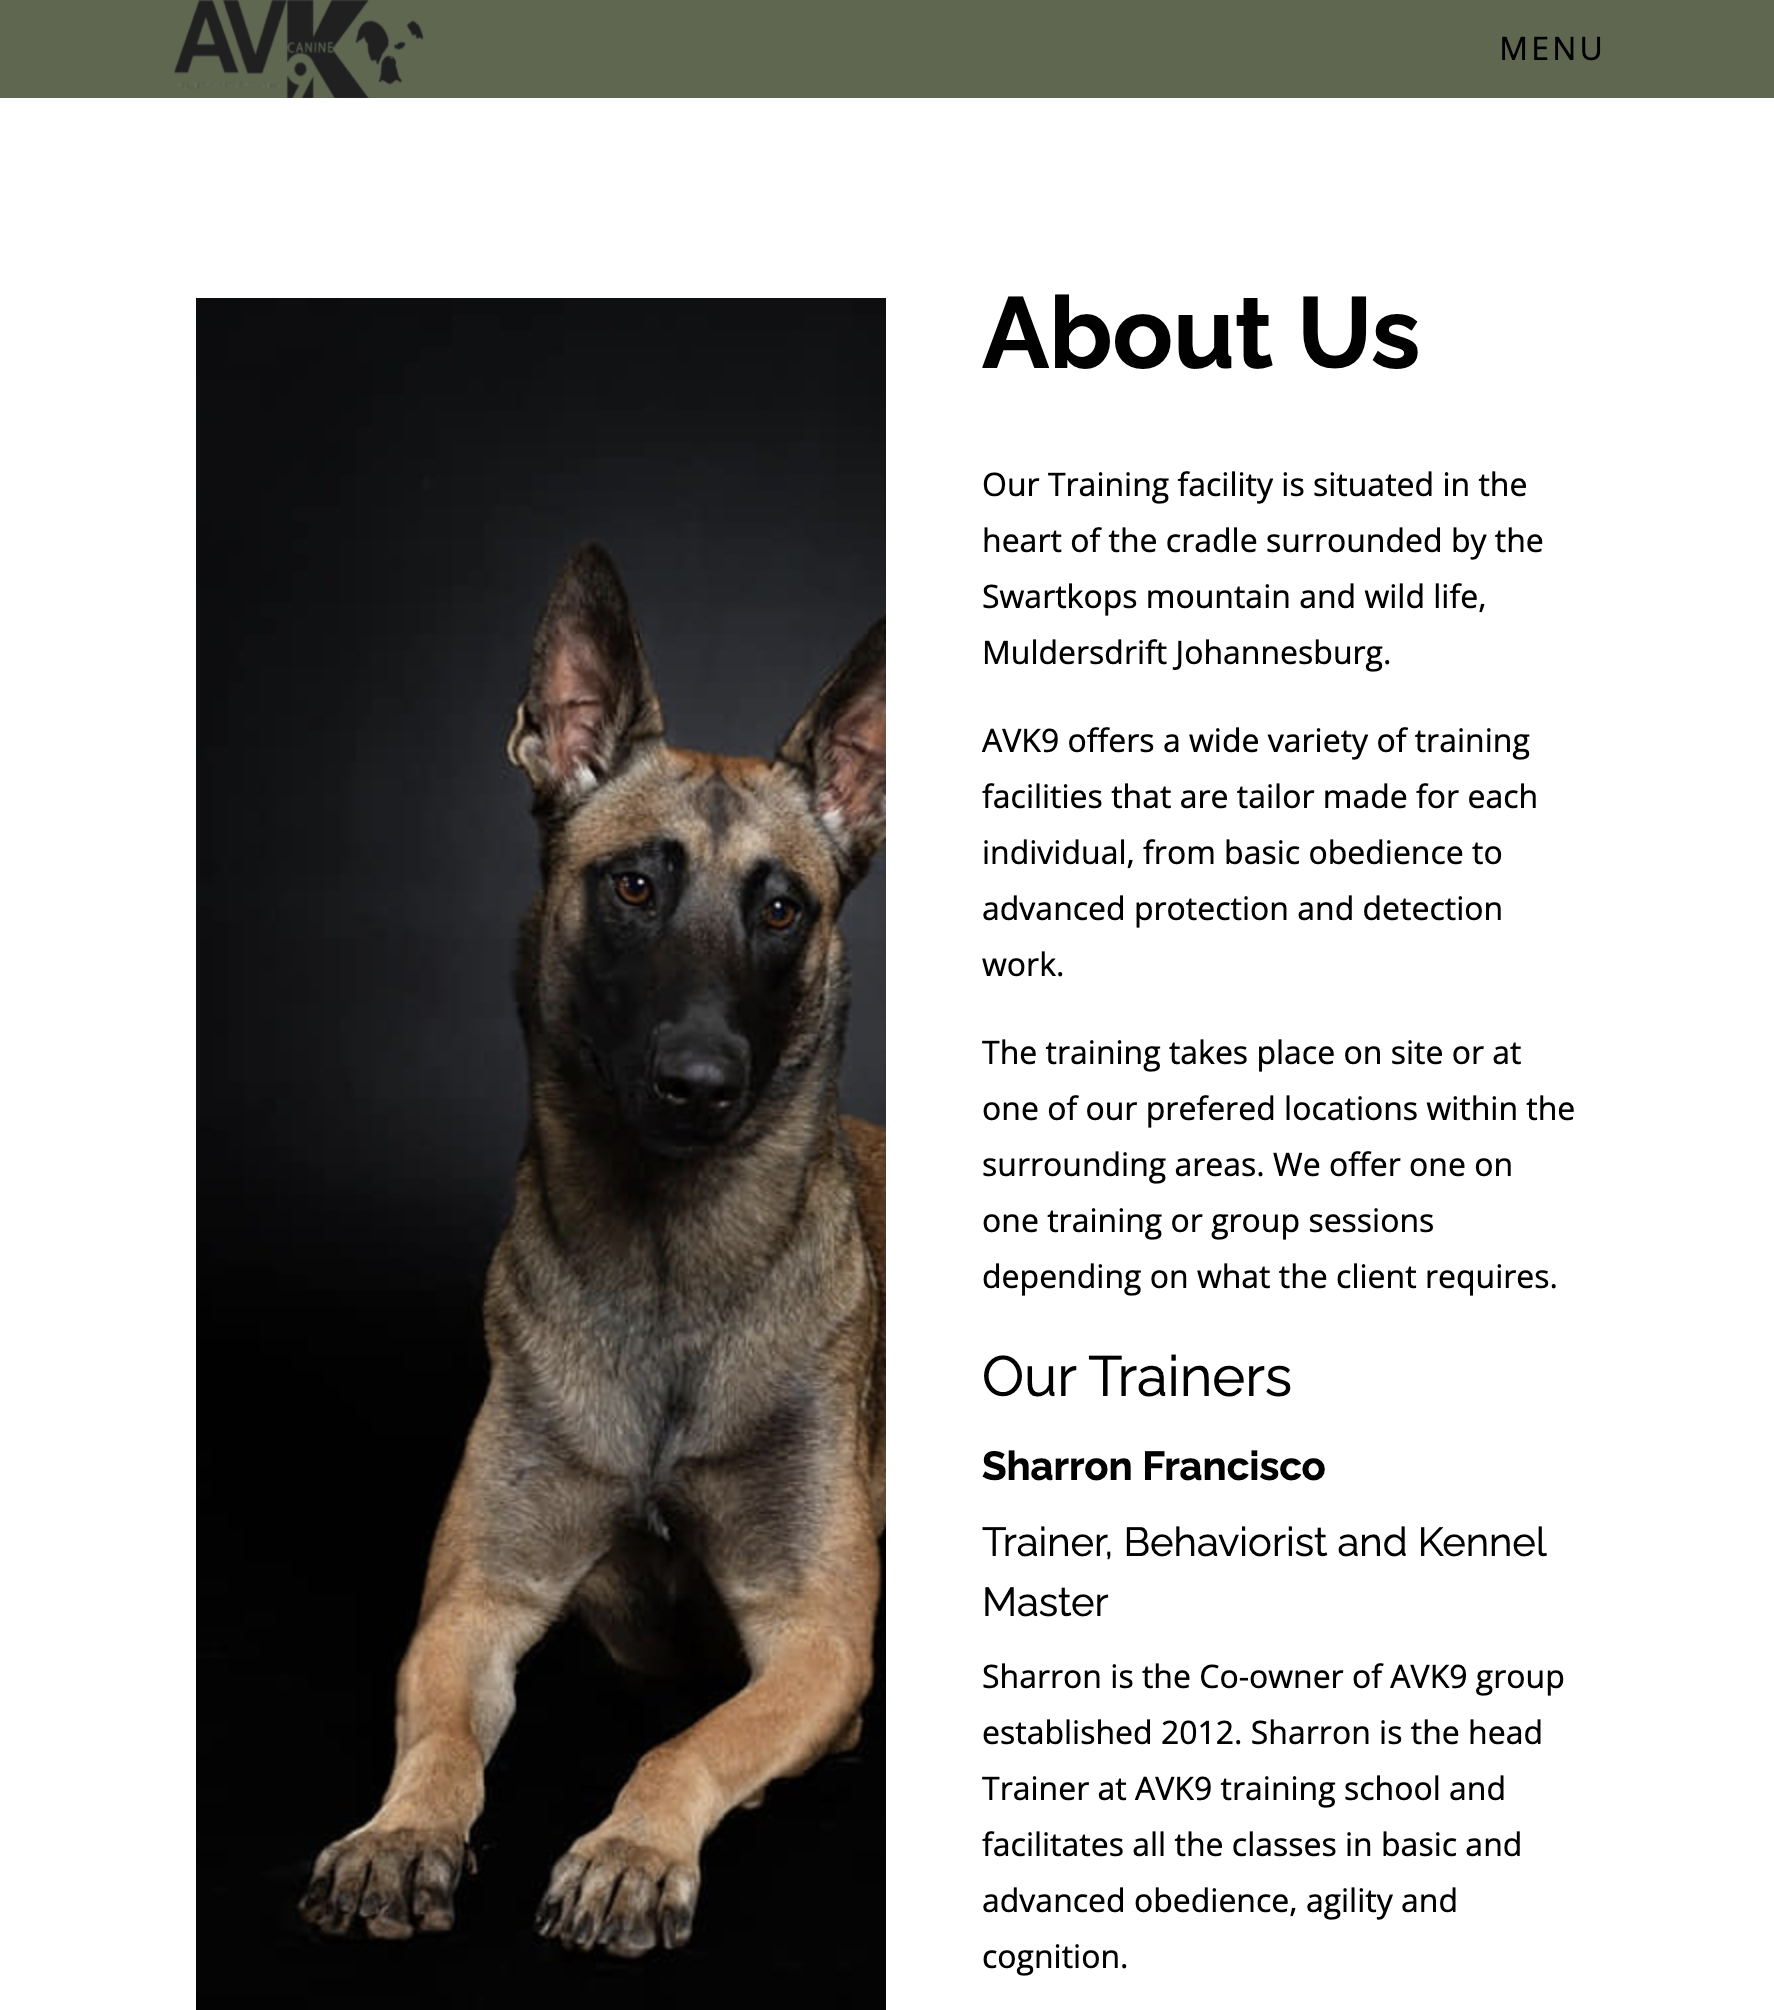 AVK
CANINE
9
MENU
About Us
Our Training facility is situated in the
heart of the cradle surrounded by the
Swartkops mountain and wild life,
Muldersdrift Johannesburg.
AVK9 offers a wide variety of training
facilities that are tailor made for each
individual, from basic obedience to
advanced protection and detection
work.
The training takes place on site or at
one of our prefered locations within the
surrounding areas. We offer one on
one training or group sessions
depending on what the client requires.
Our Trainers
Sharron Francisco
Trainer, Behaviorist and Kennel
Master
Sharron is the Co-owner of AVK9 group
established 2012. Sharron is the head
Trainer at AVK9 training school and
facilitates all the classes in basic and
advanced obedience, agility and
cognition.